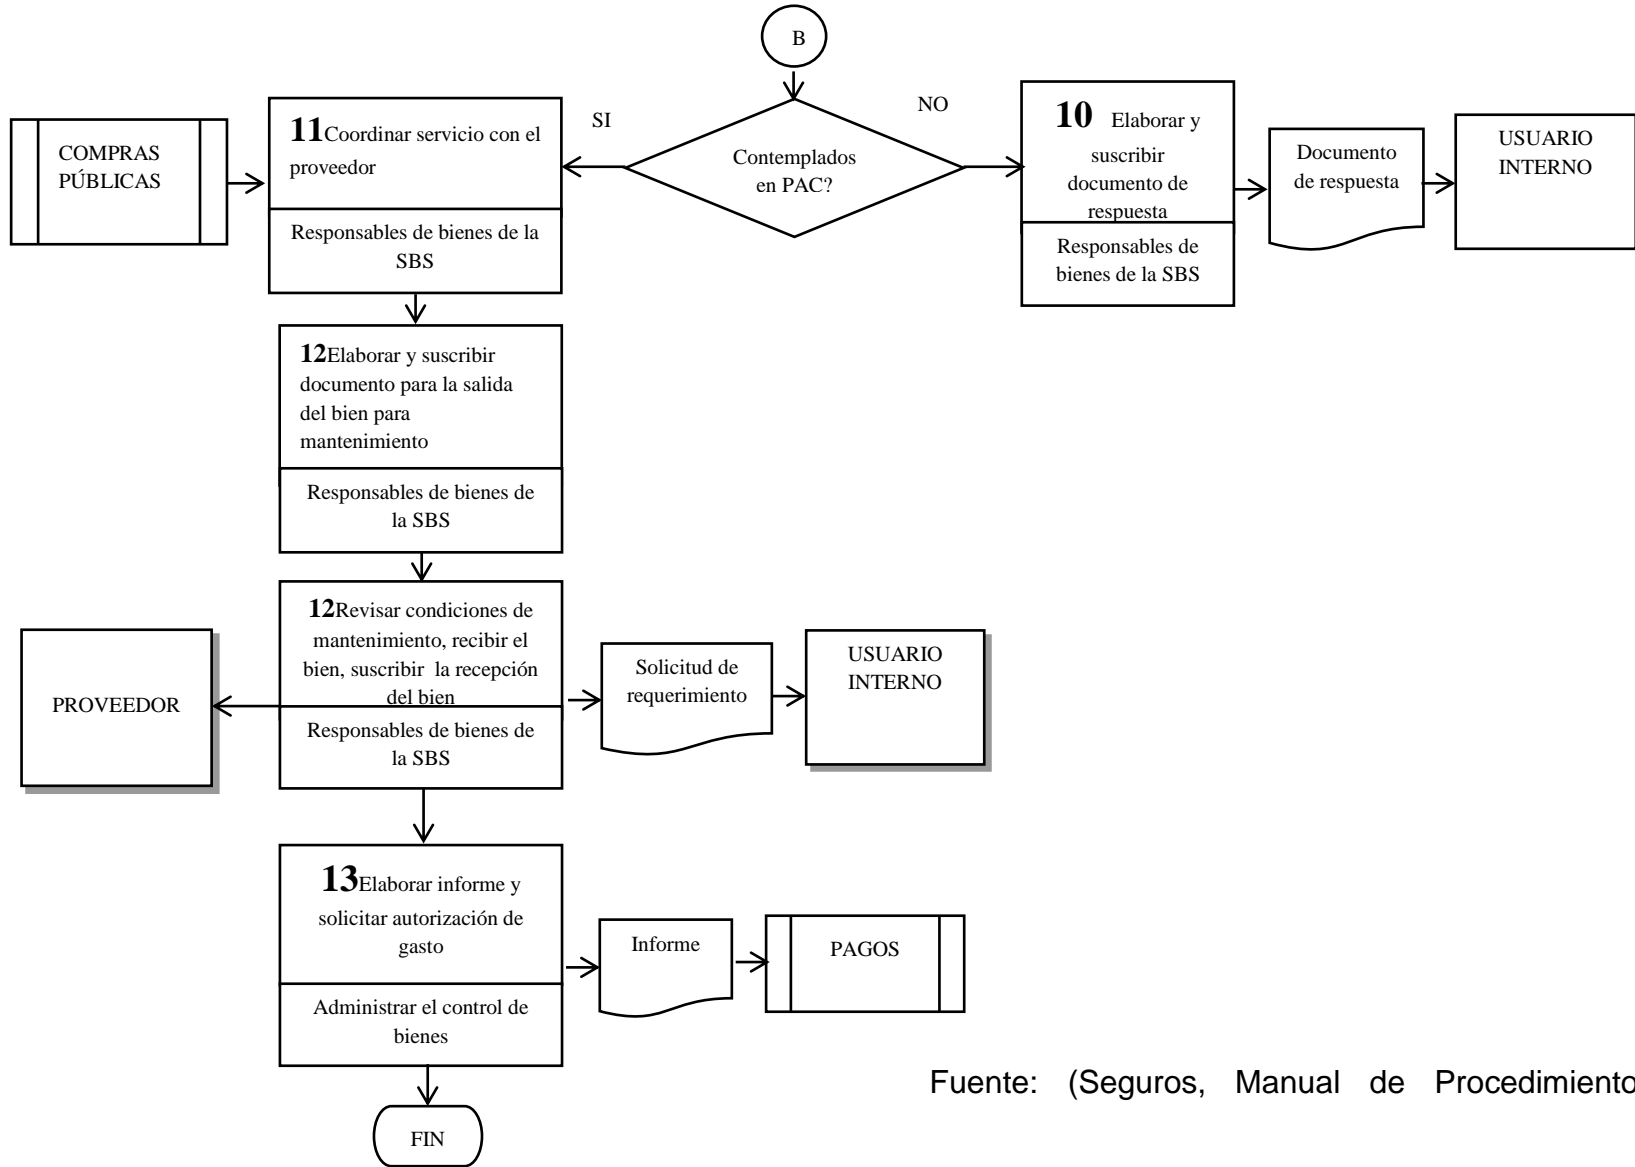 B
SI
NO
Contemplados
en PAC?
COMPRAS
PÚBLICAS
11Coordinar servicio con el
proveedor
Responsables de bienes de la
SBS
10 Elaborar y
suscribir
documento de
respuesta
Responsables de
bienes de la SBS
Documento
de respuesta
USUARIO
INTERNO
12Elaborar y suscribir
documento para la salida
del bien para
mantenimiento
Responsables de bienes de
la SBS
12Revisar condiciones de
mantenimiento, recibir el
bien, suscribir la recepción
del bien
Responsables de bienes de
la SBS
PROVEEDOR
Solicitud de
requerimiento
USUARIO
INTERNO
13Elaborar informe y
solicitar autorización de
gasto
Administrar el control de
bienes
Informe
PAGOS
FIN
Fuente: (Seguros, Manual de Procedimiento